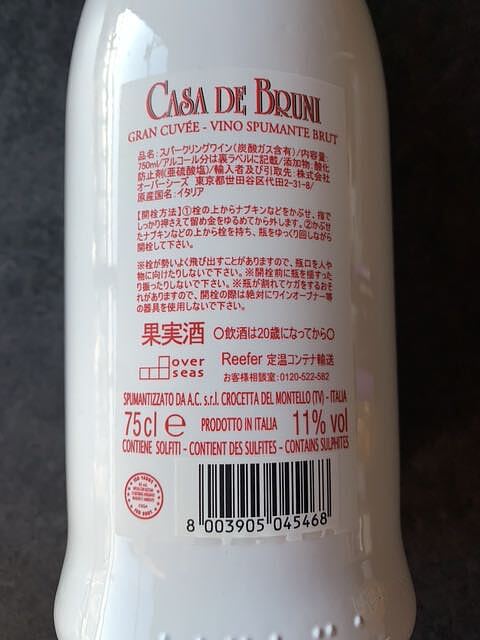 CASA DE BRUNI
GRAN CUVÉE - VINO SPUMANTE BRUT
品名:スパークリングワイン(炭酸ガス含有)/内容量:
750ml/アルコール分は裏ラベルに記載/添加物:酸化
防止剤(亜硫酸塩)/輸入者及び引取先:株式会社
オーバーシーズ 東京都世田谷区代田2-31-8/
原産国名:イタリア
【開栓方法】①栓の上からナプキンなどをかぶせ、指で
しっかり押さえて留め金をゆるめてから外します。②かぶせ
たナプキンなどの上から栓を持ち、瓶をゆっくり回しながら
開栓して下さい。
※栓が勢いよく飛び出すことがありますので、瓶口を人や
物に向けたりしないで下さい。※開栓前に瓶を揺すった
り振ったりしないで下さい。※瓶が割れてケガをするおそ
れがありますので、開栓の際は絶対にワインオープナー等
の器具を使用しないで下さい。
果実酒 〇飲酒は20歳になってから〇
over seas
Reefer 定温コンテナ輸送
お客様相談室:0120-522-582
SPUMANTIZZATO DA A.C. s.r.l. CROCETTA DEL MONTELLO (TV) - ITALIA
75cl e PRODOTTO IN ITALIA 11% vol
CONTIENE SOLFITI - CONTIENT DES SULFITES - CONTAINS SULPHITES
8 003905 045468